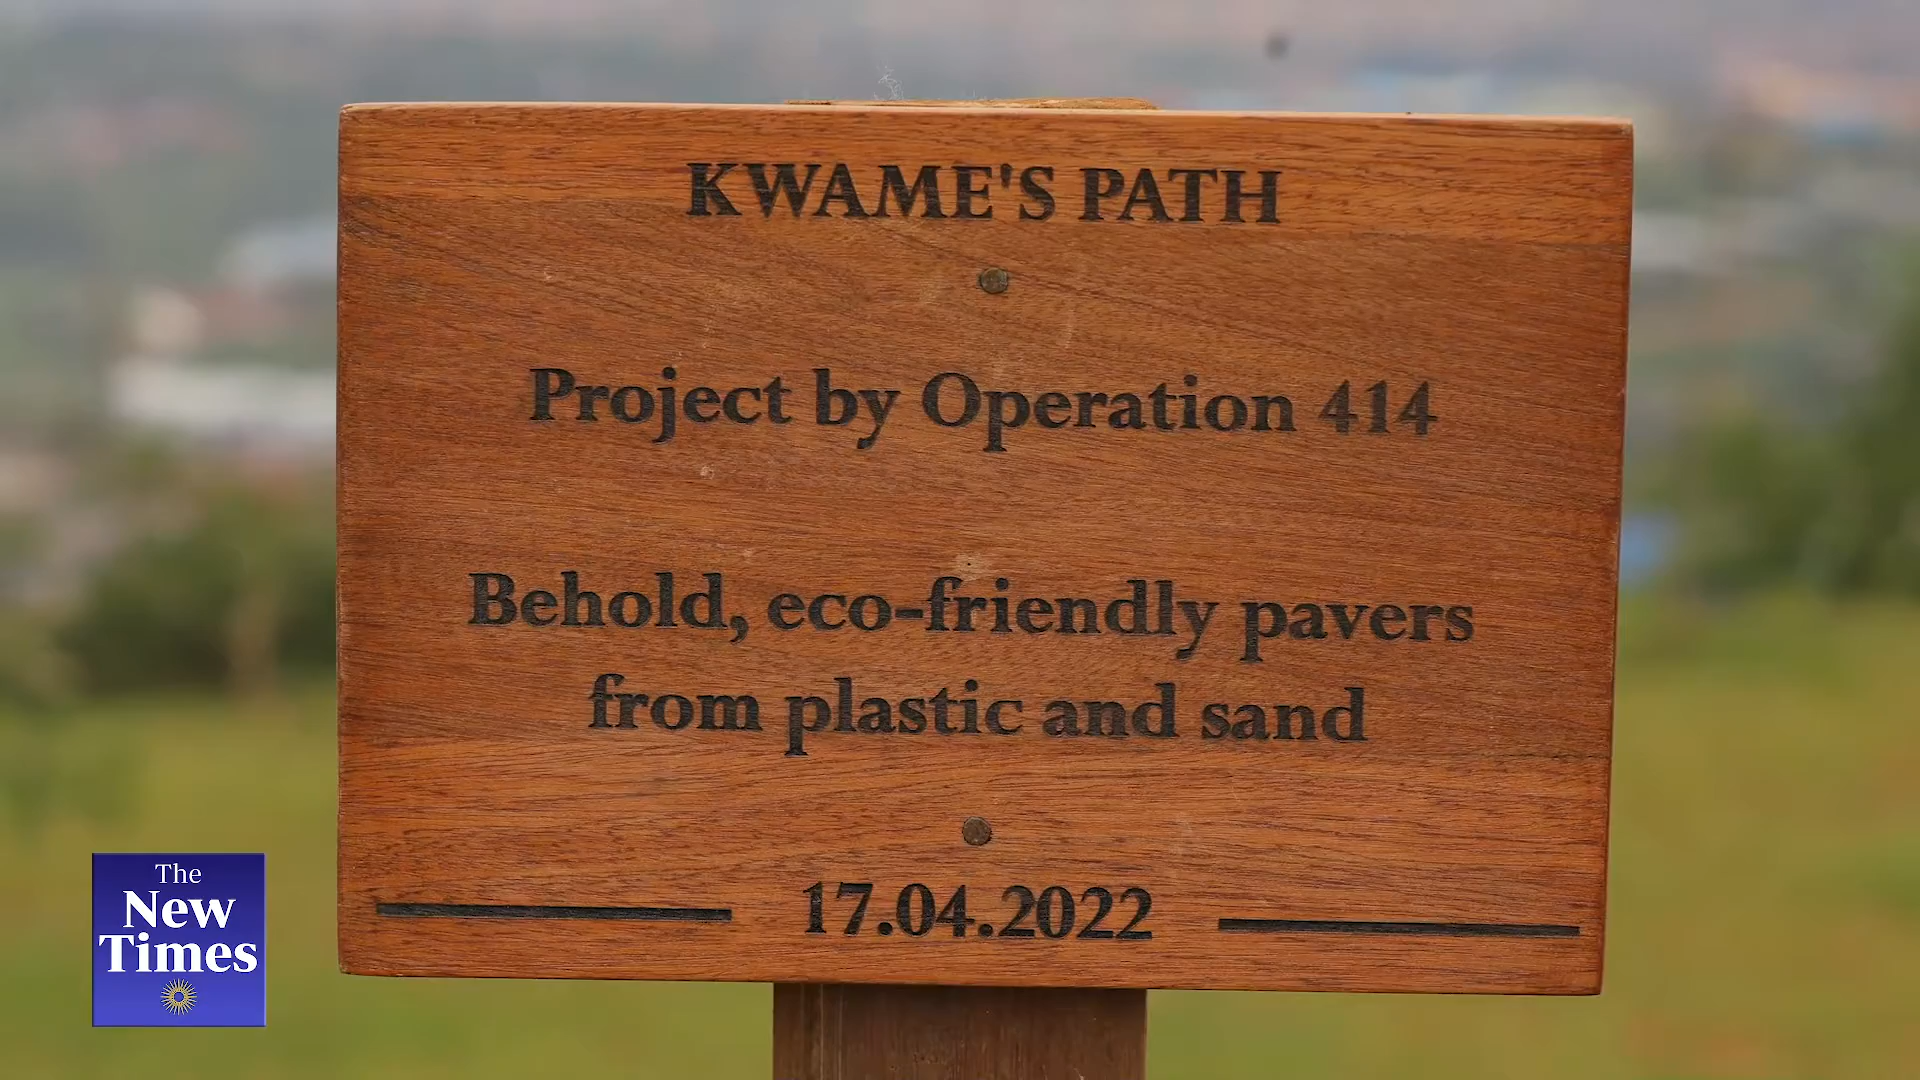 KWAME'S PATH
Project by Operation 414
Behold, eco-friendly pavers
from plastic and sand
17.04.2022
The
New
Times